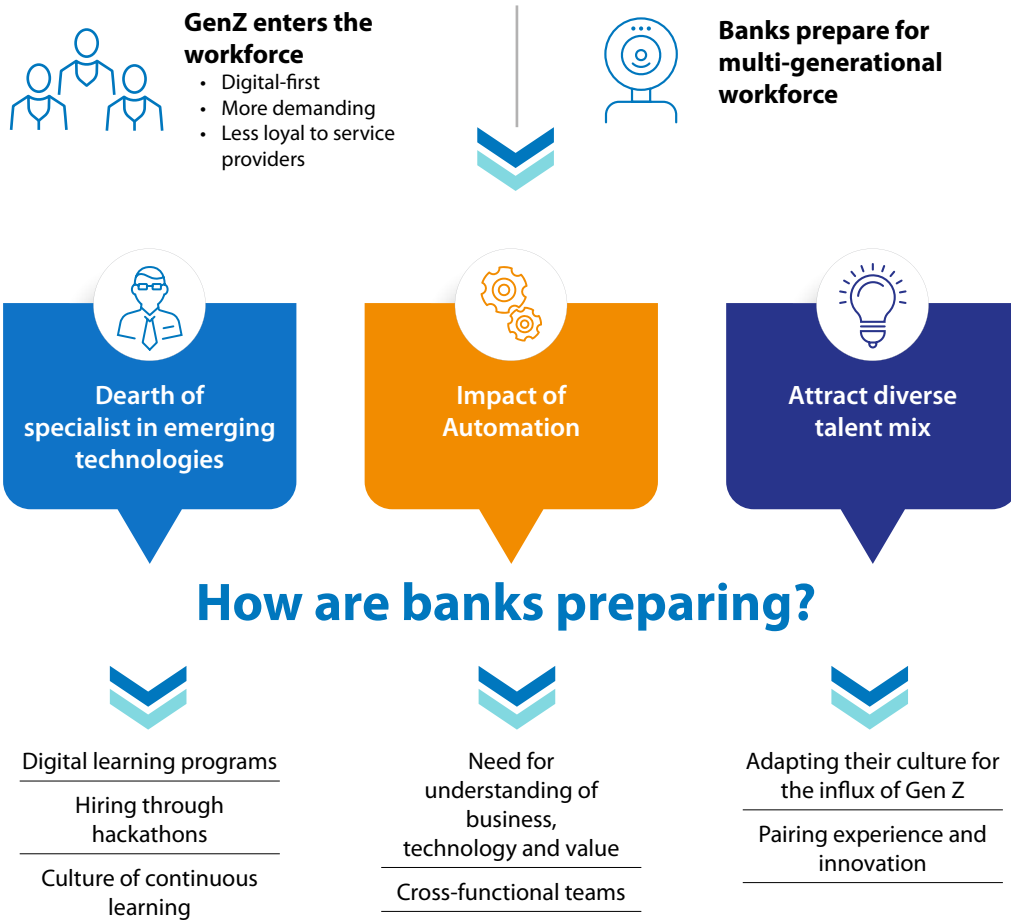 GenZ enters the
workforce
• Digital-first
• More demanding
• Less loyal to service
providers
Banks prepare for
multi-generational
workforce
Dearth of
specialist in emerging
technologies
Impact of
Automation
Attract diverse
talent mix
How are banks preparing?
Digital learning programs
Hiring through
hackathons
Culture of continuous
learning
Need for
understanding of
business,
technology and value
Cross-functional teams
Adapting their culture for
the influx of Gen Z
Pairing experience and
innovation